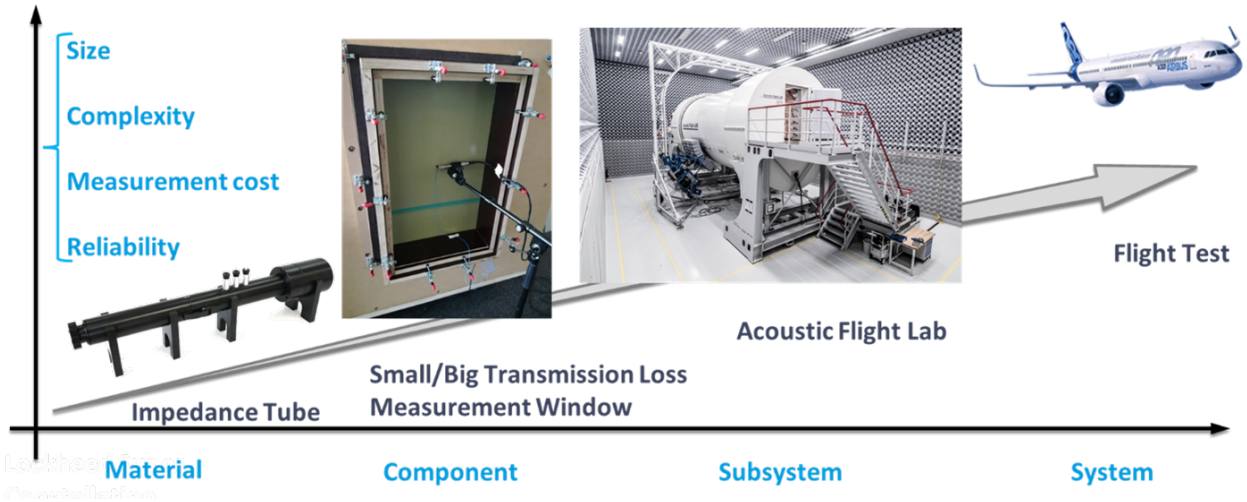 Size
Complexity
Measurement cost
Reliability
Impedance Tube
Small/Big Transmission Loss
Measurement Window
Acoustic Flight Lab
Flight Test
AIRBUS
Material
Component
Subsystem
System